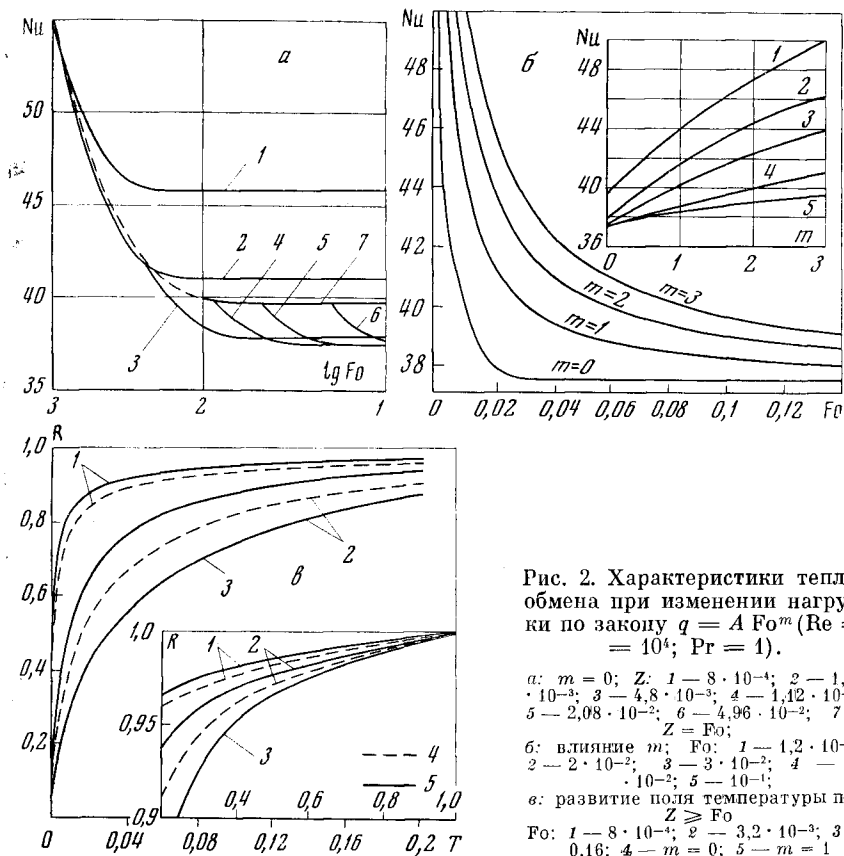 Nu
а
50
45
40
35
1
2 4 5 7
6
3
lg Fo
3 2 1
Nu
б
48
46
44
42
40
38
m=3
m=2
m=1
m=0
0 0,02 0,04 0,06 0,08 0,1 0,12 Fo
Nu
48
44
40
36
1
2
3
4
5
m
0 1 2 3
R
1,0
0,8
0,6
0,4
0,2
1
2
3
в
0 0,04 0,08 0,12 0,16 0,2 T
1,0
0,95
0,9
R
1
2
3
4
5
0,4 0,6 0,8 1,0
Рис. 2. Характеристики тепл
обмена при изменении нагру
ки по закону q = A Foᵐ (Re =
= 10⁴; Pr = 1).
а: m = 0; Z: 1 — 8 · 10⁻⁴; 2 — 1,
· 10⁻³; 3 — 4,8 · 10⁻³; 4 — 1,12 · 10
5 — 2,08 · 10⁻²; 6 — 4,96 · 10⁻²; 7
Z = Fo;
б: влияние m; Fo: 1 — 1,2 · 10
2 — 2 · 10⁻²; 3 — 3 · 10⁻²; 4 —
· 10⁻²; 5 — 10⁻¹;
в: развитие поля температуры п
Z ⩾ Fo
Fo: 1 — 8 · 10⁻⁴; 2 — 3,2 · 10⁻³; 3
0,16; 4 — m = 0; 5 — m = 1